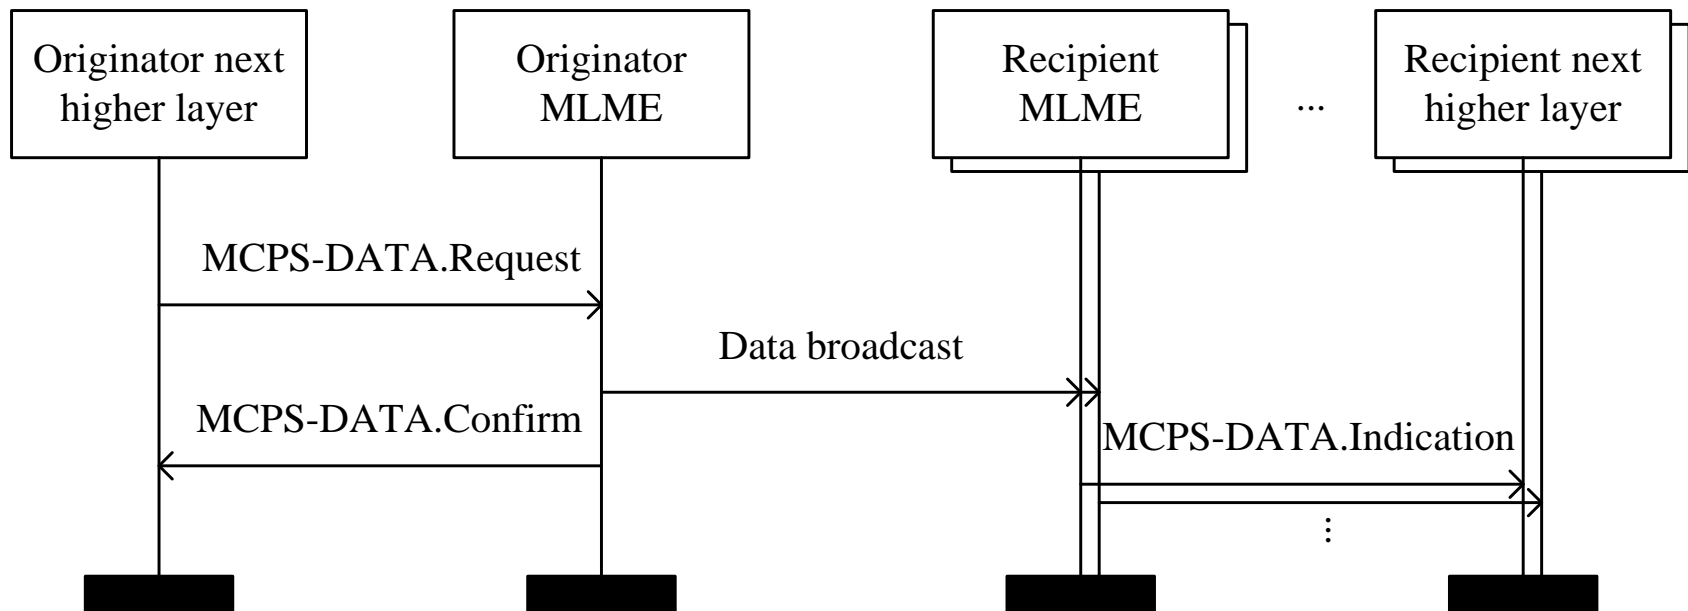 Originator next
higher layer
Originator
MLME
Recipient
MLME
...
Recipient next
higher layer
MCPS-DATA.Request
Data broadcast
MCPS-DATA.Confirm
MCPS-DATA.Indication
...